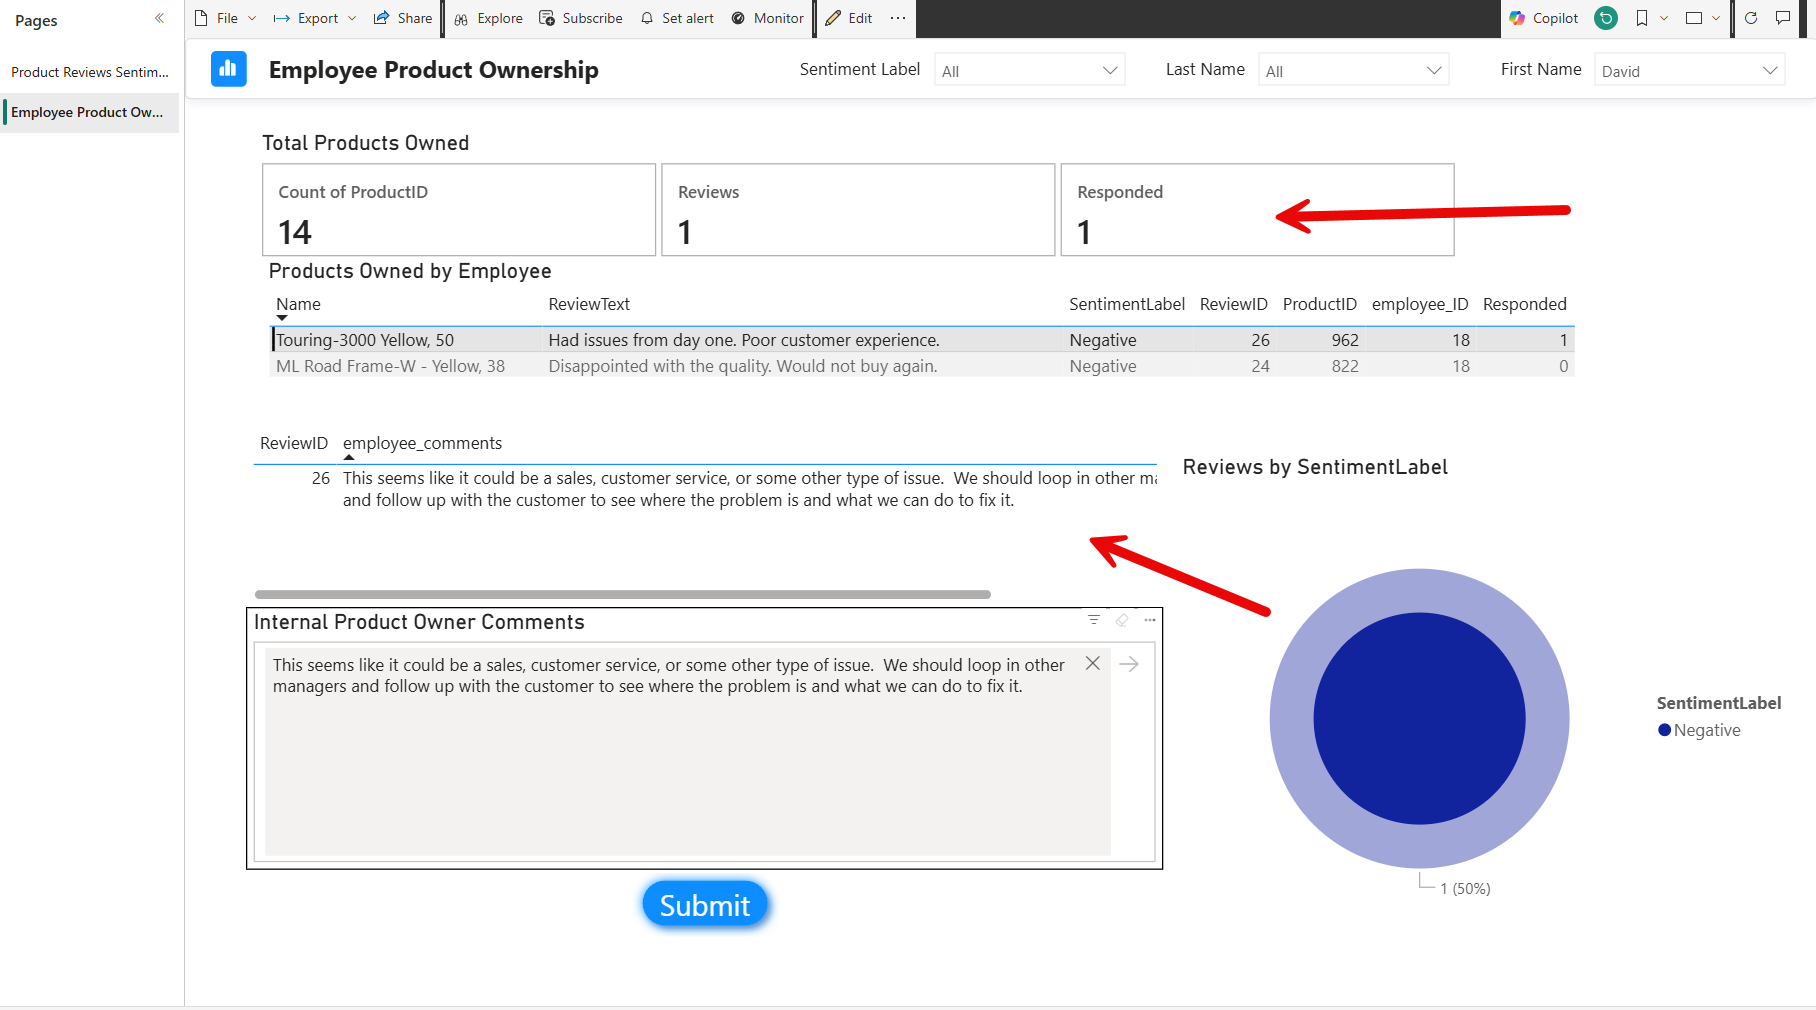 Pages
File
Export
Share
Explore
Subscribe
Set alert
Monitor
Edit
Copilot
Product Reviews Sentim...
Employee Product Ow...
Employee Product Ownership
Sentiment Label
All
Last Name
All
First Name
David
Total Products Owned
Count of ProductID
14
Reviews
1
Responded
1
Products Owned by Employee
Name ReviewText SentimentLabel ReviewID ProductID employee_ID Responded
Touring-3000 Yellow, 50 Had issues from day one. Poor customer experience. Negative 26 962 18 1
ML Road Frame-W - Yellow, 38 Disappointed with the quality. Would not buy again. Negative 24 822 18 0
ReviewID employee_comments
26 This seems like it could be a sales, customer service, or some other type of issue.  We should loop in other
and follow up with the customer to see where the problem is and what we can do to fix it.
Reviews by SentimentLabel
Internal Product Owner Comments
This seems like it could be a sales, customer service, or some other type of issue.  We should loop in other
managers and follow up with the customer to see where the problem is and what we can do to fix it.
Submit
SentimentLabel
Negative
1 (50%)